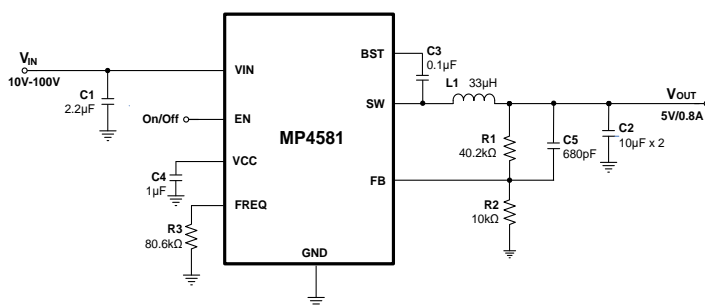 VIN
10V-100V
C1
2.2µF
On/Off
C4
1µF
R3
80.6kΩ
VIN
EN
VCC
FREQ
MP4581
GND
BST
SW
FB
C3
0.1µF
L1 33µH
R1
40.2kΩ
C5
680pF
C2
10µF x 2
VOUT
5V/0.8A
R2
10kΩ